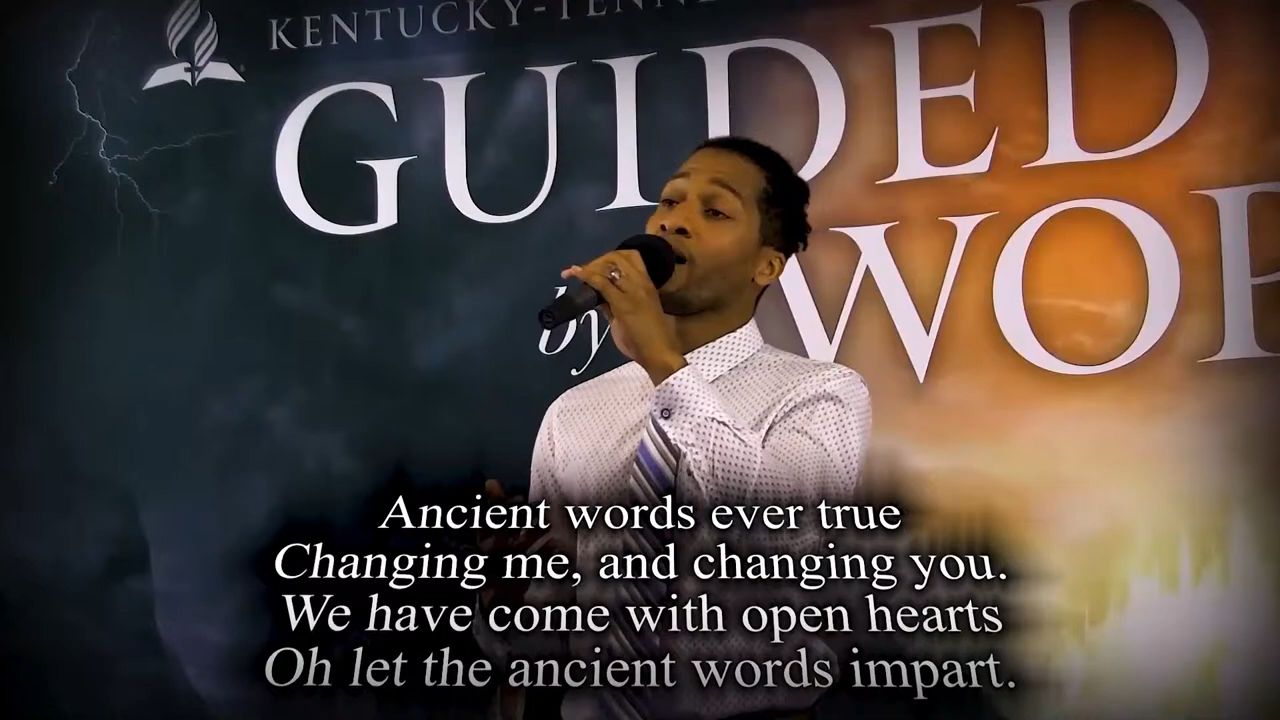 KENTUCKY-TENNE
GUIDED
by WOR
Ancient words ever true
Changing me, and changing you.
We have come with open hearts
Oh let the ancient words impart.